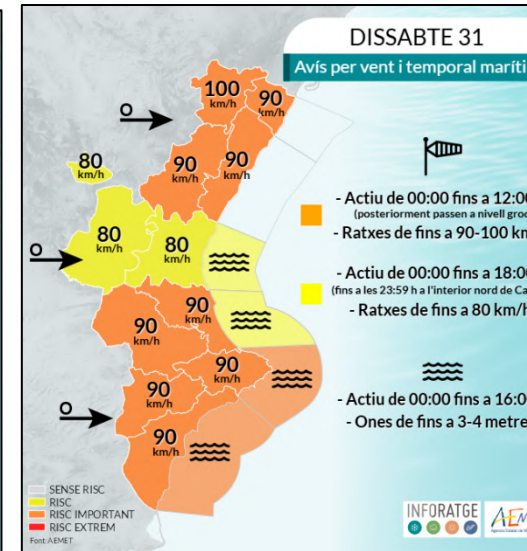 DISSABTE 31
Avís per vent i temporal marít
100
km/h
90
km/h
O
80
km/h
90
km/h
90
km/h
80
km/h
80
km/h
O
90
km/h
90
km/h
90
km/h
90
km/h
O
90
km/h
- Actiu de 00:00 fins a 12:00
(posteriorment passen a nivell groc
- Ratxes de fins a 90-100 km
- Actiu de 00:00 fins a 18:00
(fins a les 23:59 h a l'interior nord de Ca
- Ratxes de fins a 80 km/h
- Actiu de 00:00 fins a 16:00
- Ones de fins a 3-4 metre
SENSE RISC
RISC
RISC IMPORTANT
RISC EXTREM
Font: AEMET
INFORATGE